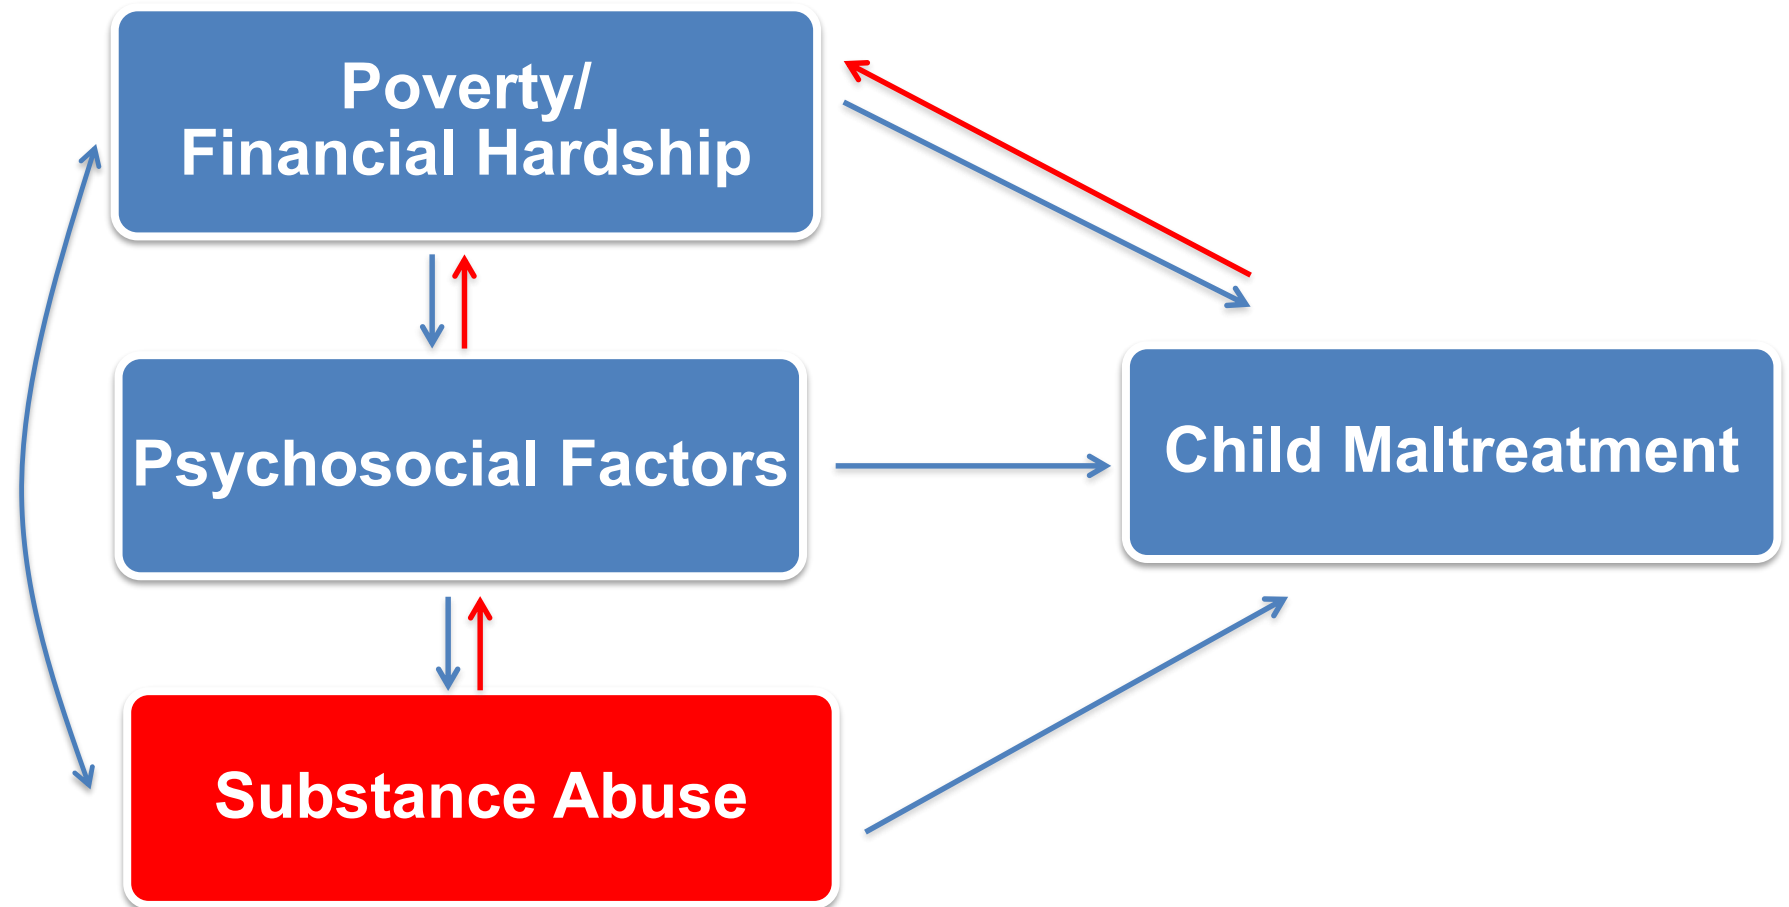 Poverty/
Financial Hardship
Psychosocial Factors
Child Maltreatment
Substance Abuse